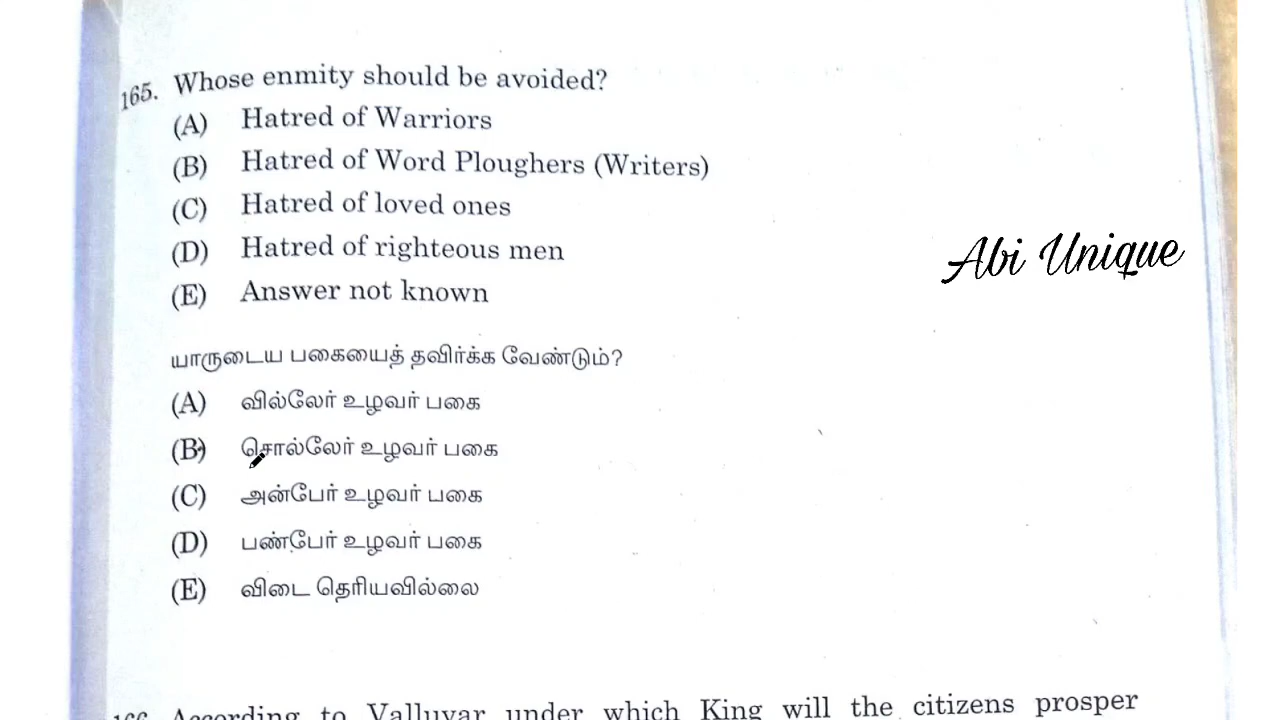 165. Whose enmity should be avoided?
(A) Hatred of Warriors
(B) Hatred of Word Ploughers (Writers)
(C) Hatred of loved ones
(D) Hatred of righteous men
(E) Answer not known
Abi Unique
யாருடைய பகையைத் தவிர்க்க வேண்டும்?
(A) வில்லேர் உழவர் பகை
(B) சொல்லேர் உழவர் பகை
(C) அன்பேர் உழவர் பகை
(D) பண்பேர் உழவர் பகை
(E) விடை தெரியவில்லை
166. According to Valluvar under which King will the citizens prosper